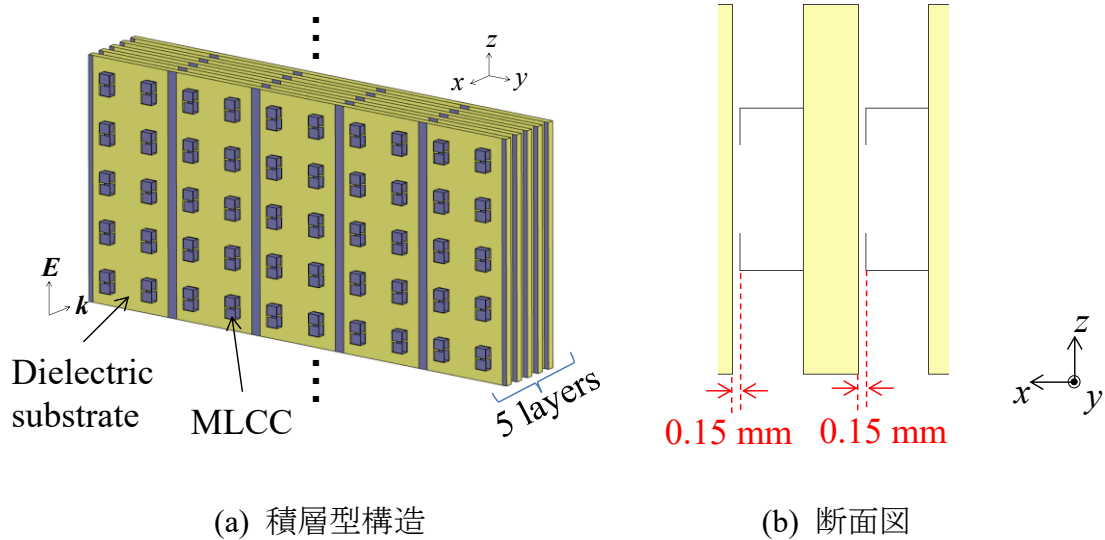 z
x
y
E
k
Dielectric
substrate
MLCC
5 layers
(a) 積層型構造
0.15 mm
0.15 mm
z
x
y
(b) 断面図